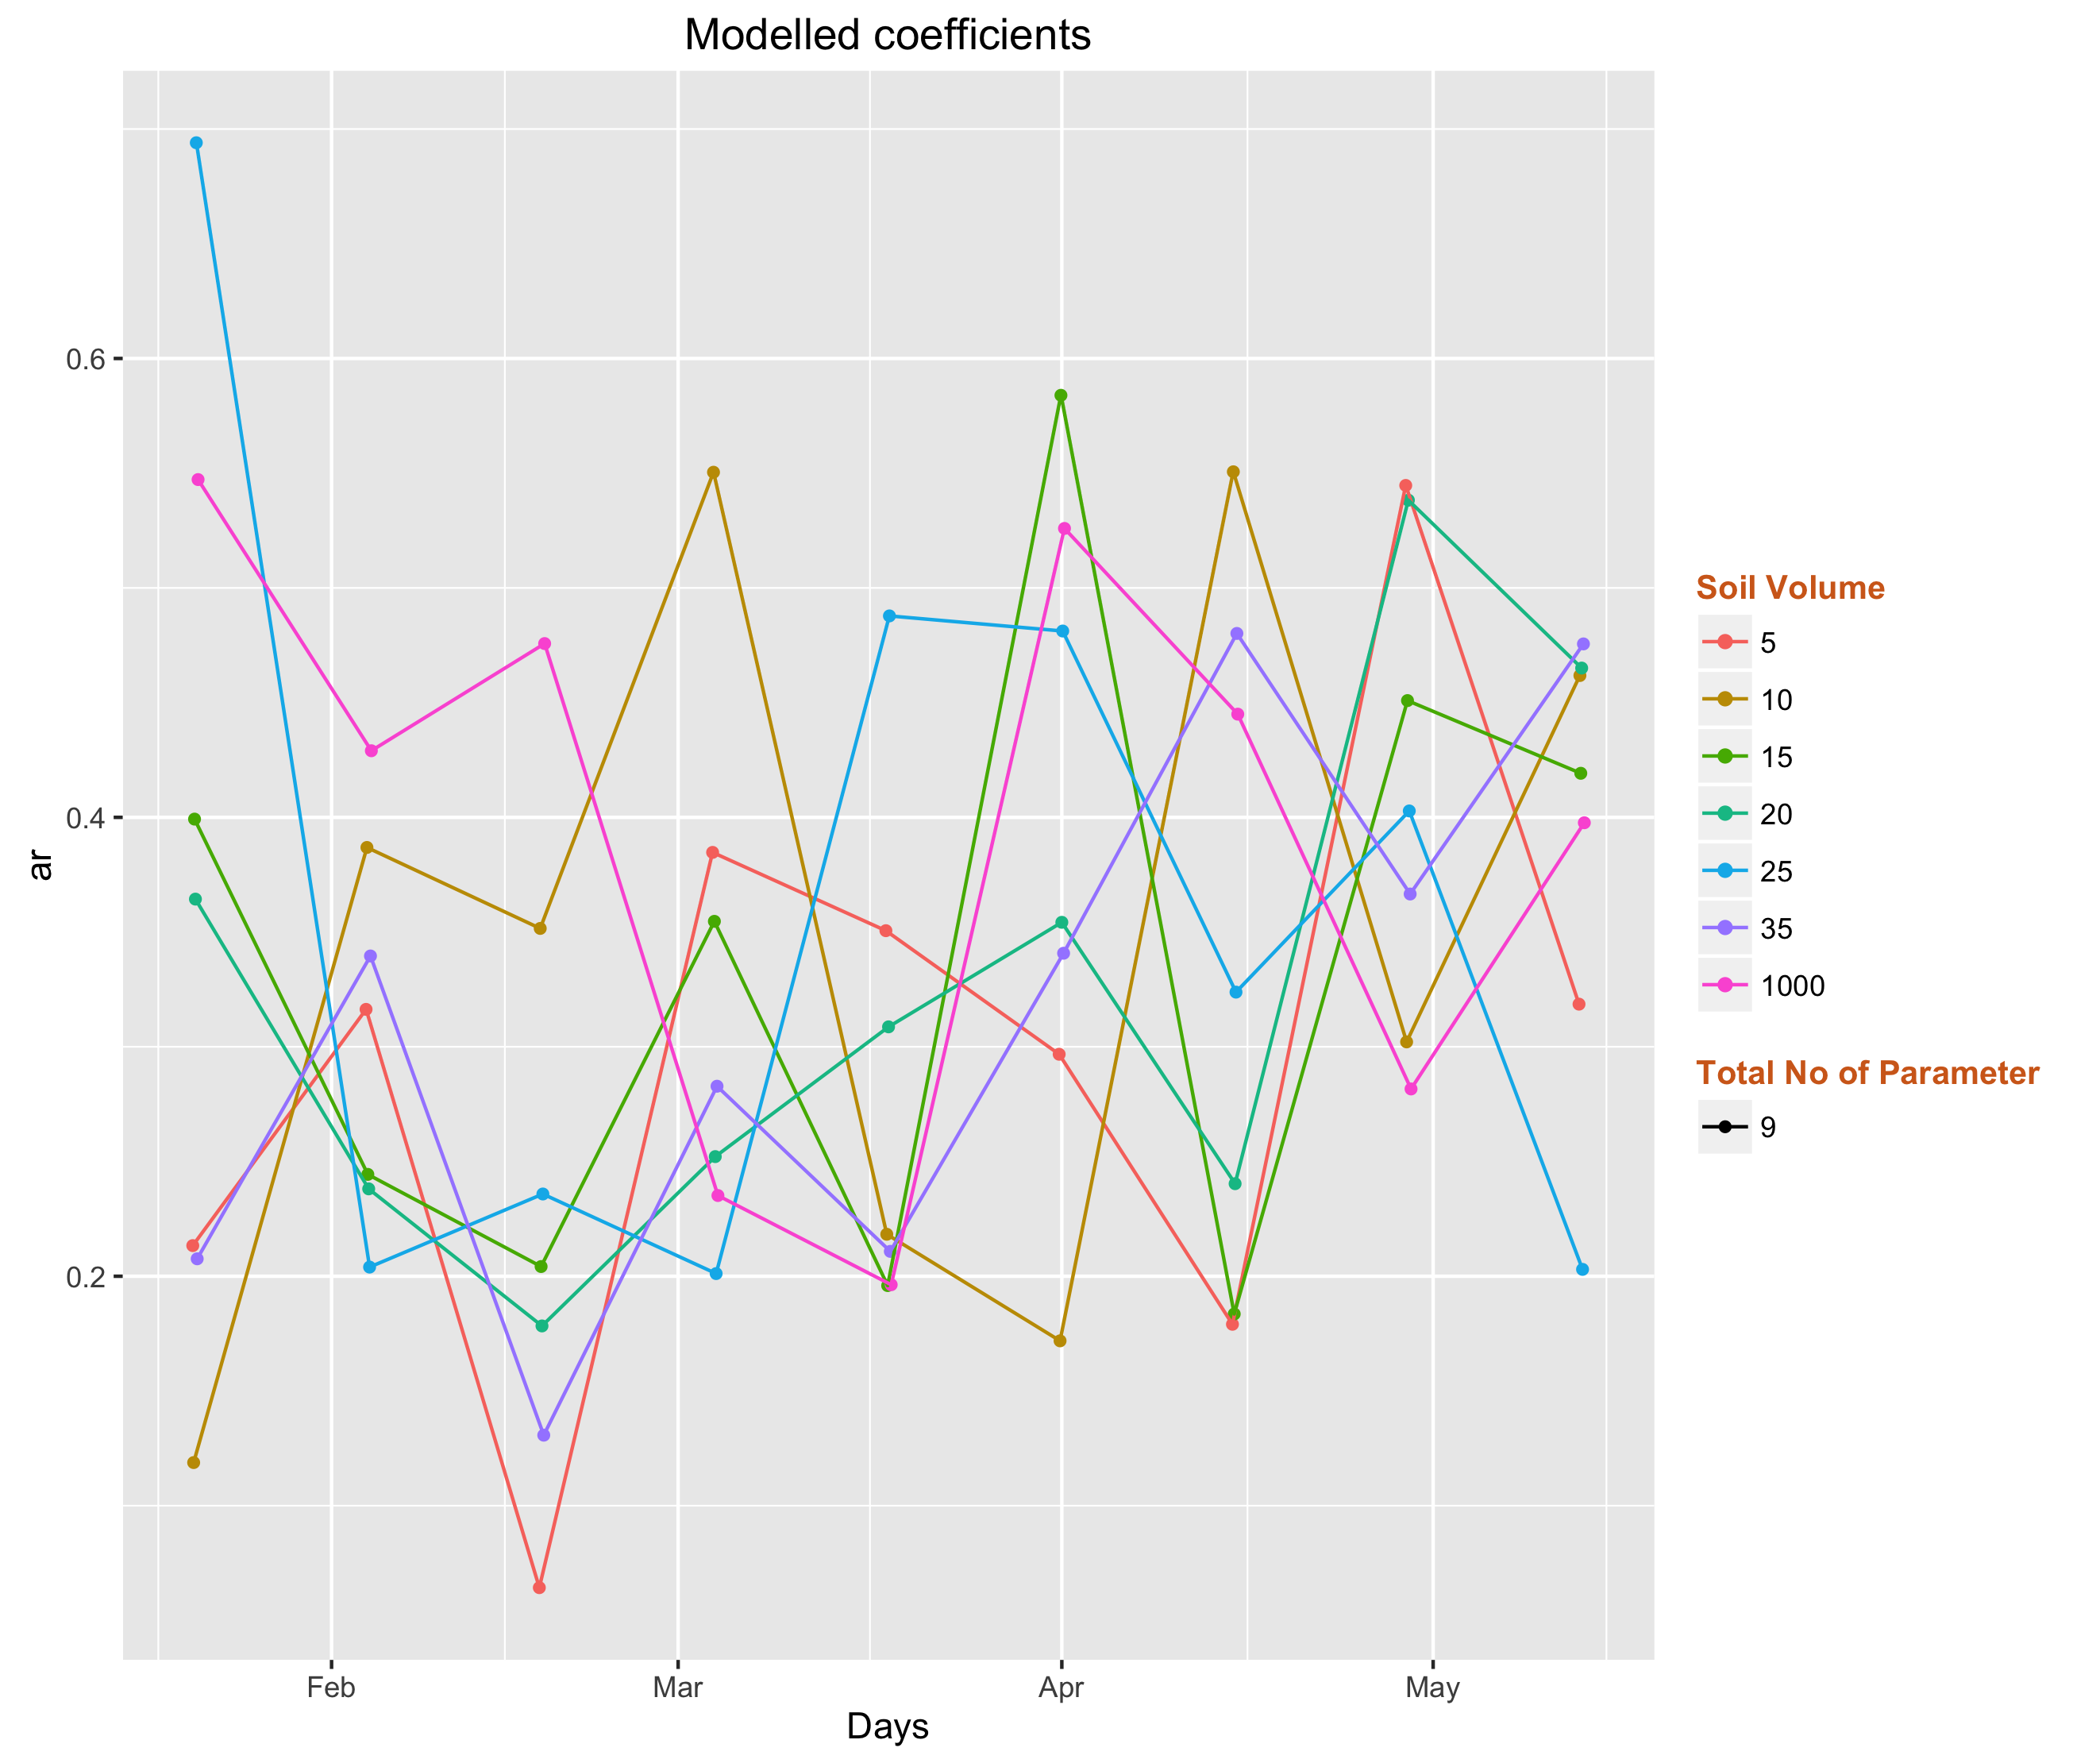 Modelled coefficients
0.6
0.4
0.2
ar
Feb Mar Apr May
Days
Soil Volume
5
10
15
20
25
35
1000
Total No of Parameter
9